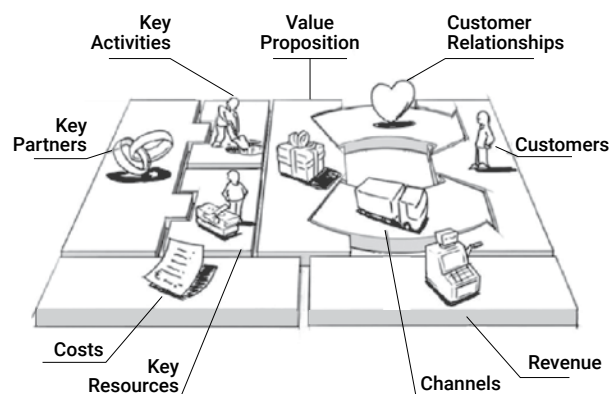 Key
Activities
Value
Proposition
Customer
Relationships
Key
Partners
Customers
Costs
Key
Resources
Channels
Revenue